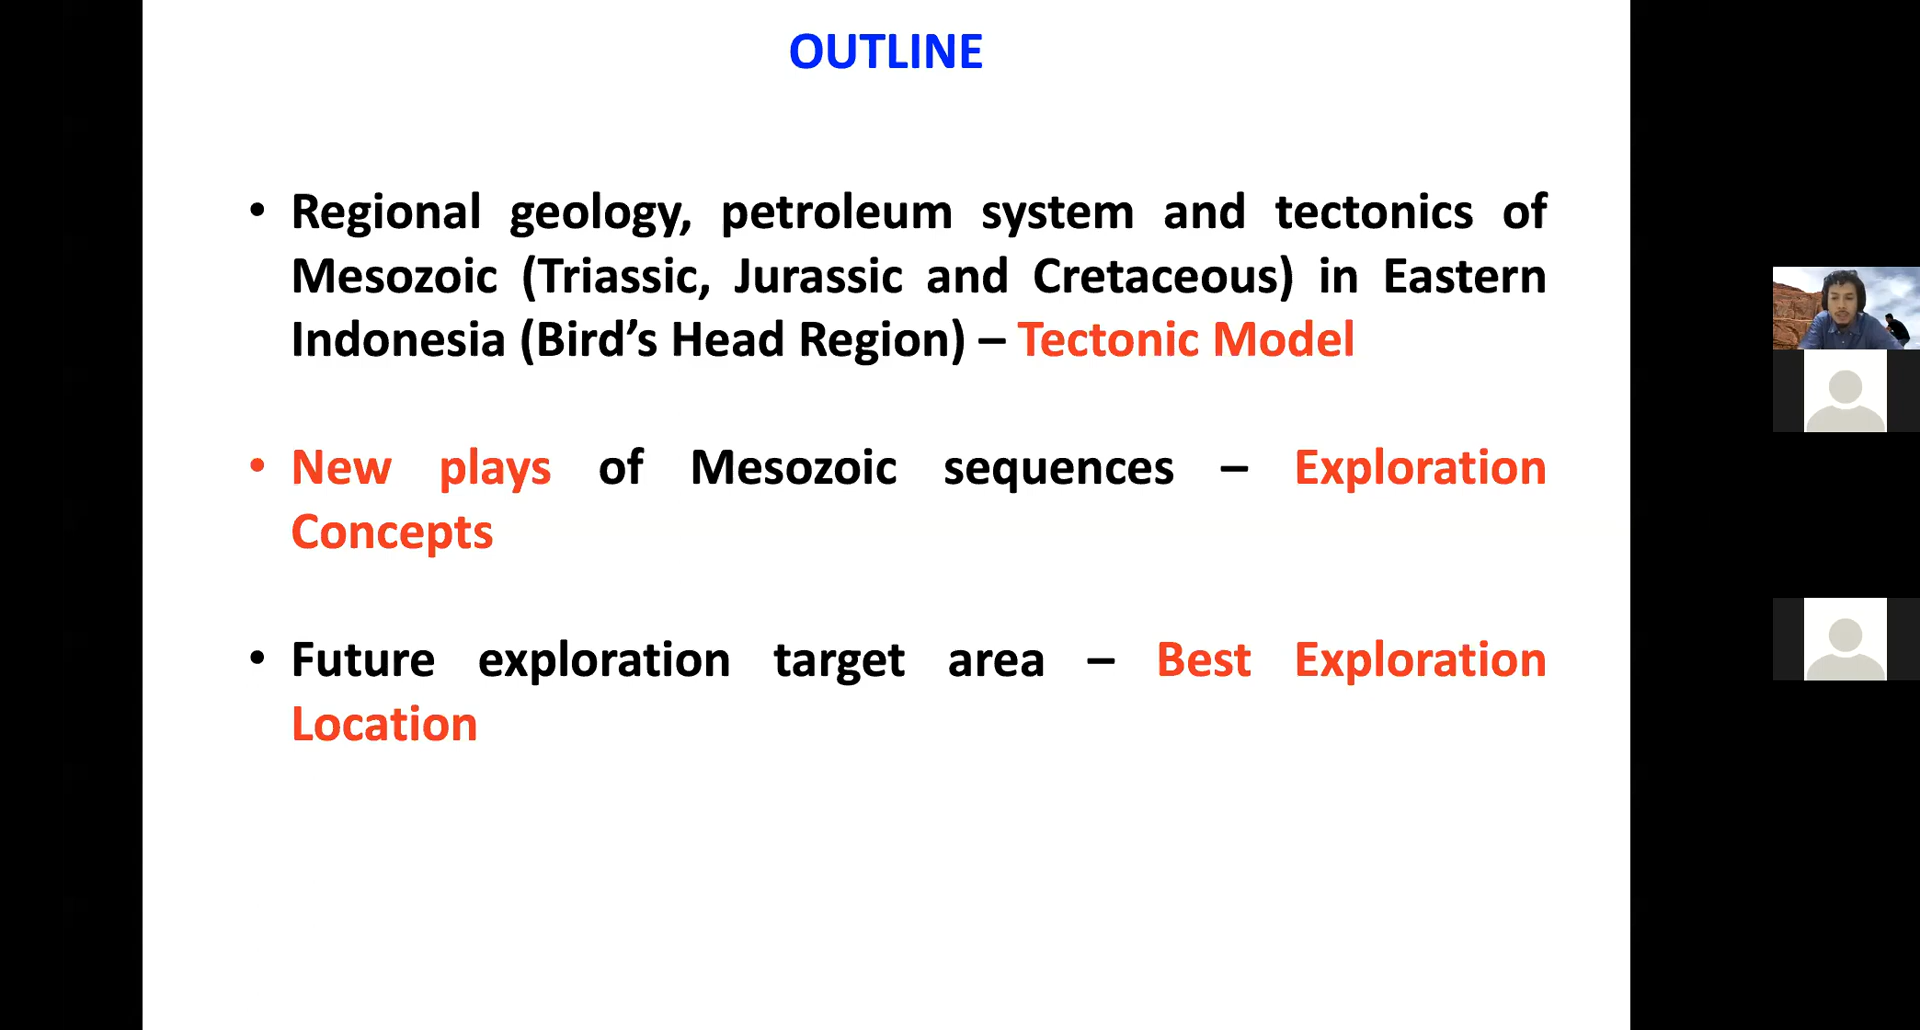 OUTLINE
• Regional geology, petroleum system and tectonics of
Mesozoic (Triassic, Jurassic and Cretaceous) in Eastern
Indonesia (Bird’s Head Region) – Tectonic Model
• New plays of Mesozoic sequences – Exploration
Concepts
• Future exploration target area – Best Exploration
Location